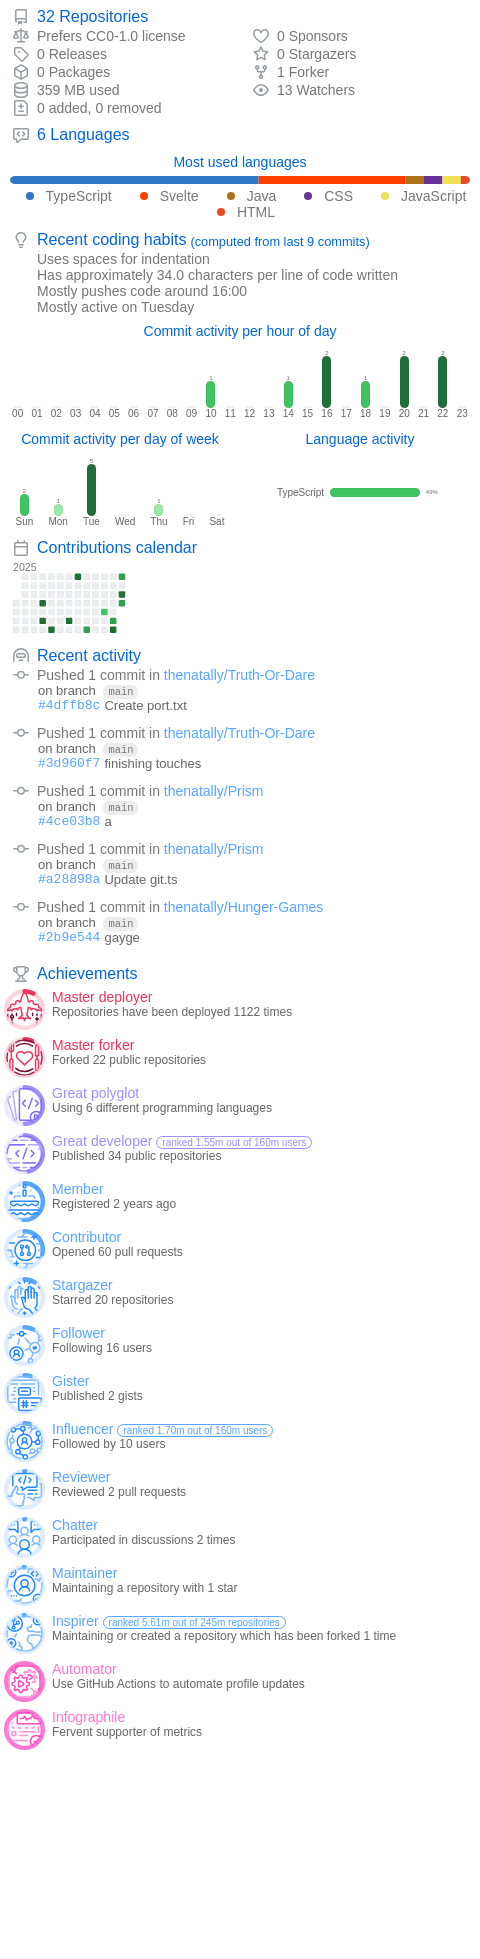 32 Repositories
Prefers CC0-1.0 license
0 Sponsors
0 Releases
0 Stargazers
0 Packages
1 Forker
359 MB used
13 Watchers
0 added, 0 removed
6 Languages
Most used languages
TypeScript Svelte Java CSS JavaScript
HTML
Recent coding habits (computed from last 9 commits)
Uses spaces for indentation
Has approximately 34.0 characters per line of code written
Mostly pushes code around 16:00
Mostly active on Tuesday
Commit activity per hour of day
1 1 2 1 2 2
00 01 02 03 04 05 06 07 08 09 10 11 12 13 14 15 16 17 18 19 20 21 22 23
Commit activity per day of week
2 1 5 1
Sun Mon Tue Wed Thu Fri Sat
Language activity
TypeScript 49%
Contributions calendar
2025
Recent activity
Pushed 1 commit in thenatally/Truth-Or-Dare
on branch main
#4dffb8c Create port.txt
Pushed 1 commit in thenatally/Truth-Or-Dare
on branch main
#3d960f7 finishing touches
Pushed 1 commit in thenatally/Prism
on branch main
#4ce03b8 a
Pushed 1 commit in thenatally/Prism
on branch main
#a28898a Update git.ts
Pushed 1 commit in thenatally/Hunger-Games
on branch main
#2b9e544 gayge
Achievements
Master deployer
Repositories have been deployed 1122 times
Master forker
Forked 22 public repositories
Great polyglot
Using 6 different programming languages
Great developer ranked 1.55m out of 160m users
Published 34 public repositories
Member
Registered 2 years ago
Contributor
Opened 60 pull requests
Stargazer
Starred 20 repositories
Follower
Following 16 users
Gister
Published 2 gists
Influencer ranked 1.70m out of 160m users
Followed by 10 users
Reviewer
Reviewed 2 pull requests
Chatter
Participated in discussions 2 times
Maintainer
Maintaining a repository with 1 star
Inspirer ranked 5.61m out of 245m repositories
Maintaining or created a repository which has been forked 1 time
Automator
Use GitHub Actions to automate profile updates
Infographile
Fervent supporter of metrics